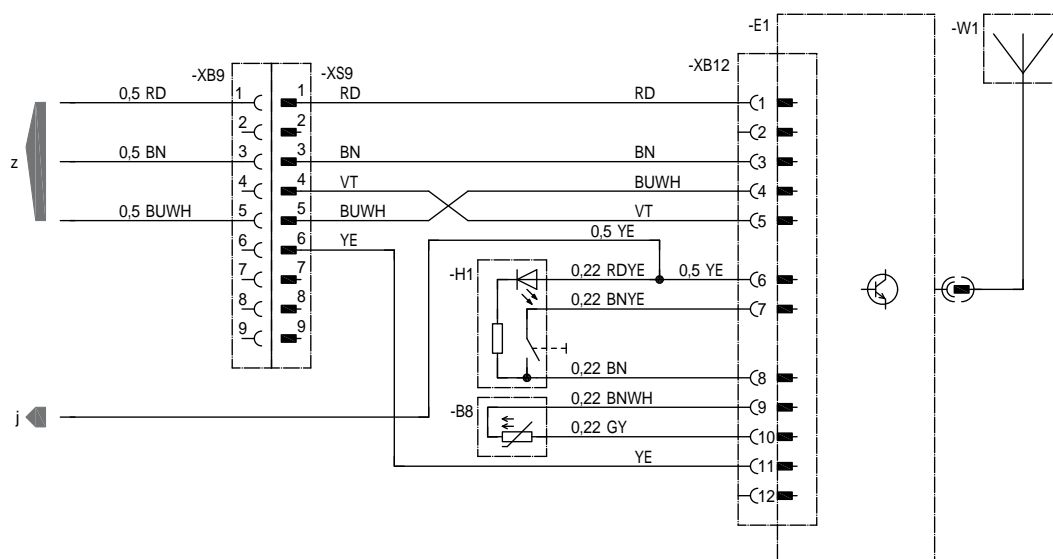 -E1 -W1
-XB9 -XS9 -XB12
0,5 RD 1 1 RD RD 1
2 2 2
z 0,5 BN 3 3 BN BN 3
4 4 VT BUWH 4
0,5 BUWH 5 5 BUWH VT 5
6 6 YE 0,5 YE
7 7 -H1 0,22 RDYE 0,5 YE 6
8 8 0,22 BNYE 7
9 9
0,22 BN 8
j -B8 0,22 BNWH 9
0,22 GY 10
YE 11
12